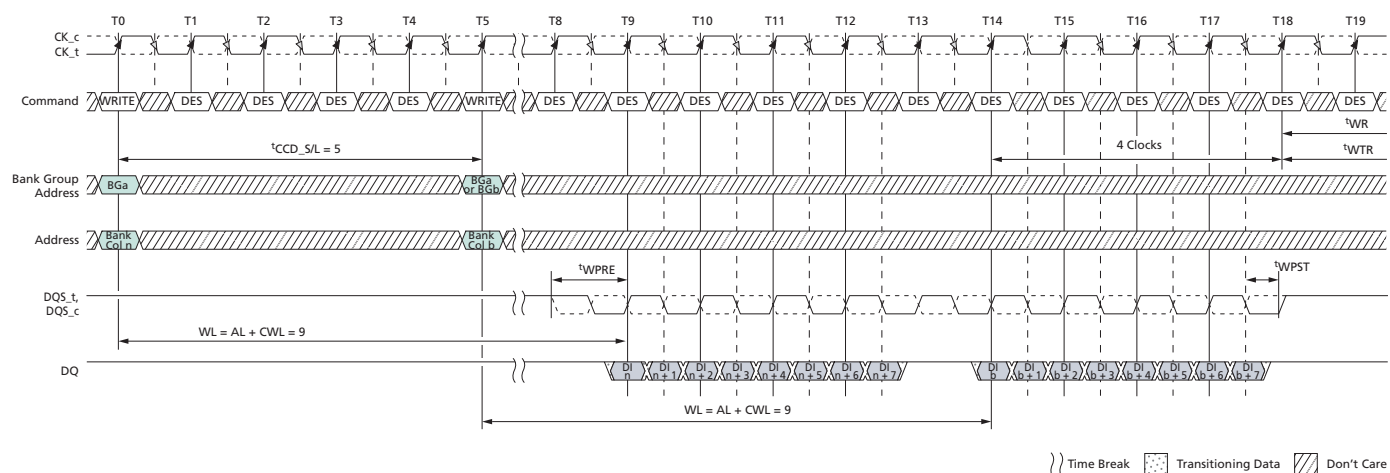 T0 T1 T2 T3 T4 T5 T8 T9 T10 T11 T12 T13 T14 T15 T16 T17 T18 T19
CK_c
CK_t
Command WRITE DES DES DES DES WRITE DES DES DES DES DES DES DES DES DES DES DES DES
tWR
tCCD_S/L = 5 4 Clocks tWTR
Bank Group
Address
BGa
BGa
or BGb
Address
Bank
Col n
Bank
Col b
tWPRE tWPST
DQS_t,
DQS_c
WL = AL + CWL = 9
DQ
DI
n
DI
n + 1
DI
n + 2
DI
n + 3
DI
n + 4
DI
n + 5
DI
n + 6
DI
n + 7
DI
b
DI
b + 1
DI
b + 2
DI
b + 3
DI
b + 4
DI
b + 5
DI
b + 6
DI
b + 7
WL = AL + CWL = 9
Time Break Transitioning Data Don't Care